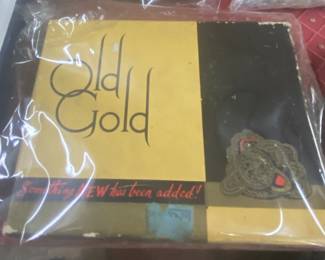 Old
Gold
Something NEW has been added!